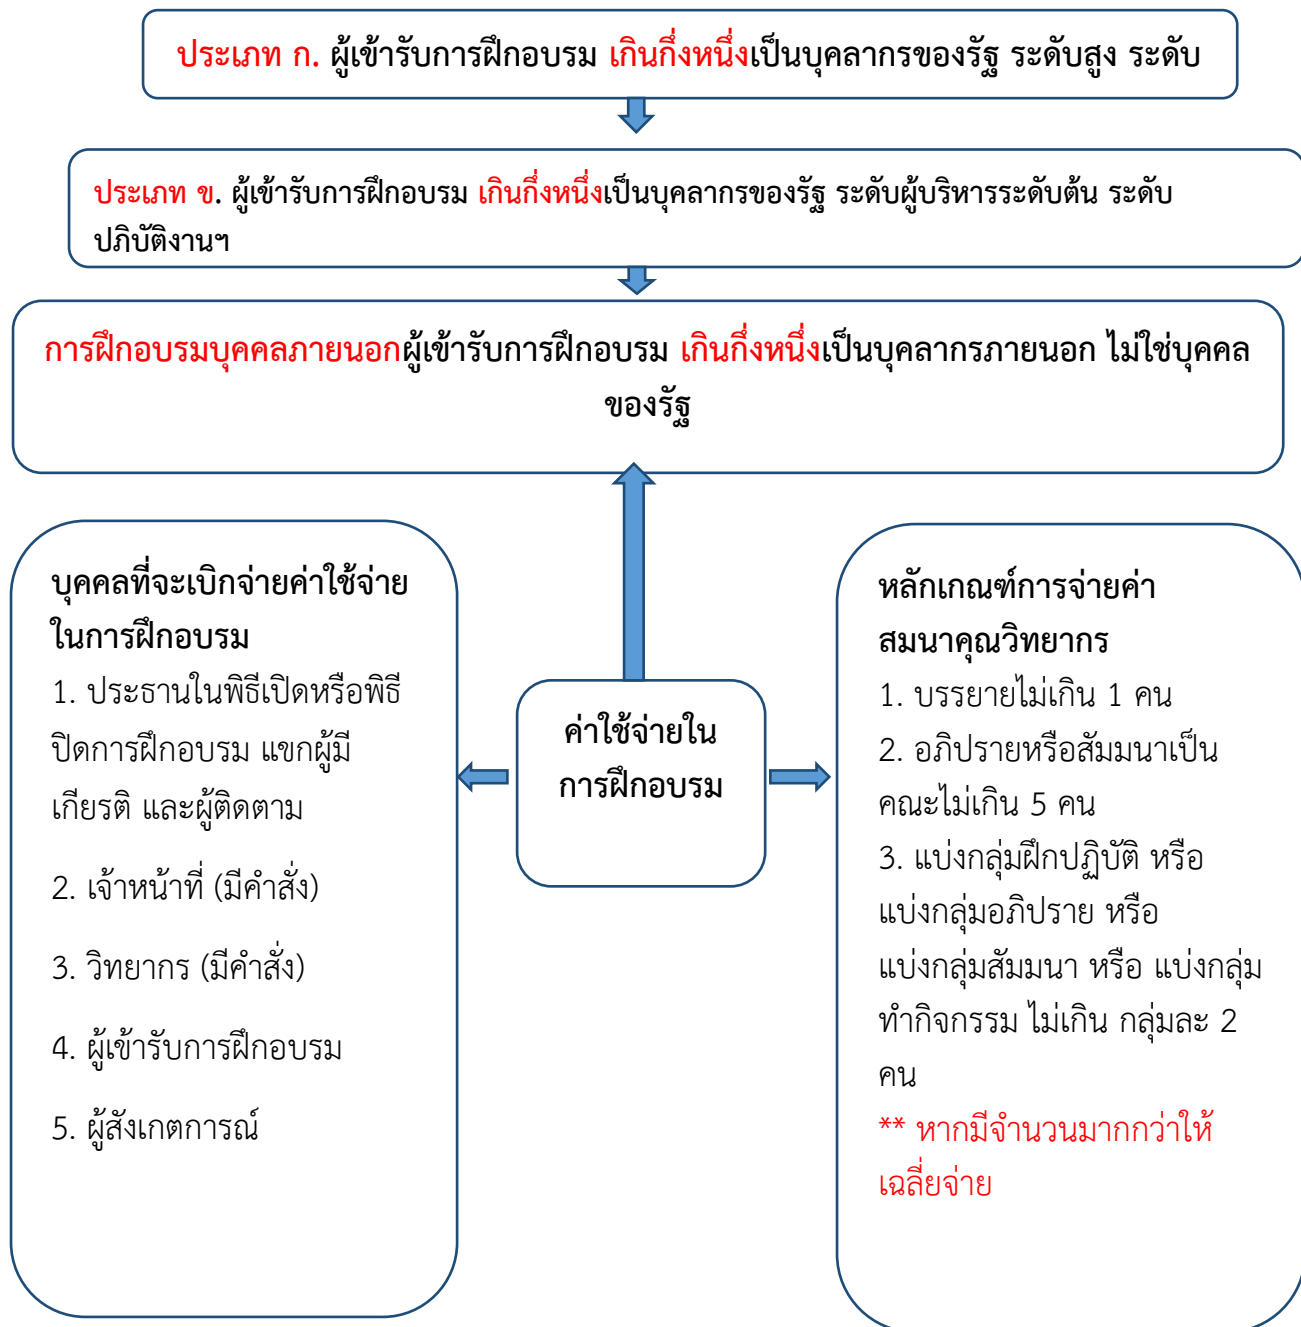 ประเภท ก. ผู้เข้ารับการฝึกอบรม เกินกึ่งหนึ่งเป็นบุคลากรของรัฐ ระดับสูง ระดับ
ประเภท ข. ผู้เข้ารับการฝึกอบรม เกินกึ่งหนึ่งเป็นบุคลากรของรัฐ ระดับผู้บริหารระดับต้น ระดับ
ปภิบัติงานฯ
การฝึกอบรมบุคคลภายนอกผู้เข้ารับการฝึกอบรม เกินกึ่งหนึ่งเป็นบุคลากรภายนอก ไม่ใช่บุคคล
ของรัฐ
บุคคลที่จะเบิกจ่ายค่าใช้จ่าย
ในการฝึกอบรม
1. ประธานในพิธีเปิดหรือพิธี
ปิดการฝึกอบรม แขกผู้มี
เกียรติ และผู้ติดตาม
2. เจ้าหน้าที่ (มีคำสั่ง)
3. วิทยากร (มีคำสั่ง)
4. ผู้เข้ารับการฝึกอบรม
5. ผู้สังเกตการณ์
ค่าใช้จ่ายใน
การฝึกอบรม
หลักเกณฑ์การจ่ายค่า
สมนาคุณวิทยากร
1. บรรยายไม่เกิน 1 คน
2. อภิปรายหรือสัมมนาเป็น
คณะไม่เกิน 5 คน
3. แบ่งกลุ่มฝึกปฏิบัติ หรือ
แบ่งกลุ่มอภิปราย หรือ
แบ่งกลุ่มสัมมนา หรือ แบ่งกลุ่ม
ทำกิจกรรม ไม่เกิน กลุ่มละ 2
คน
** หากมีจำนวนมากกว่าให้
เฉลี่ยจ่าย